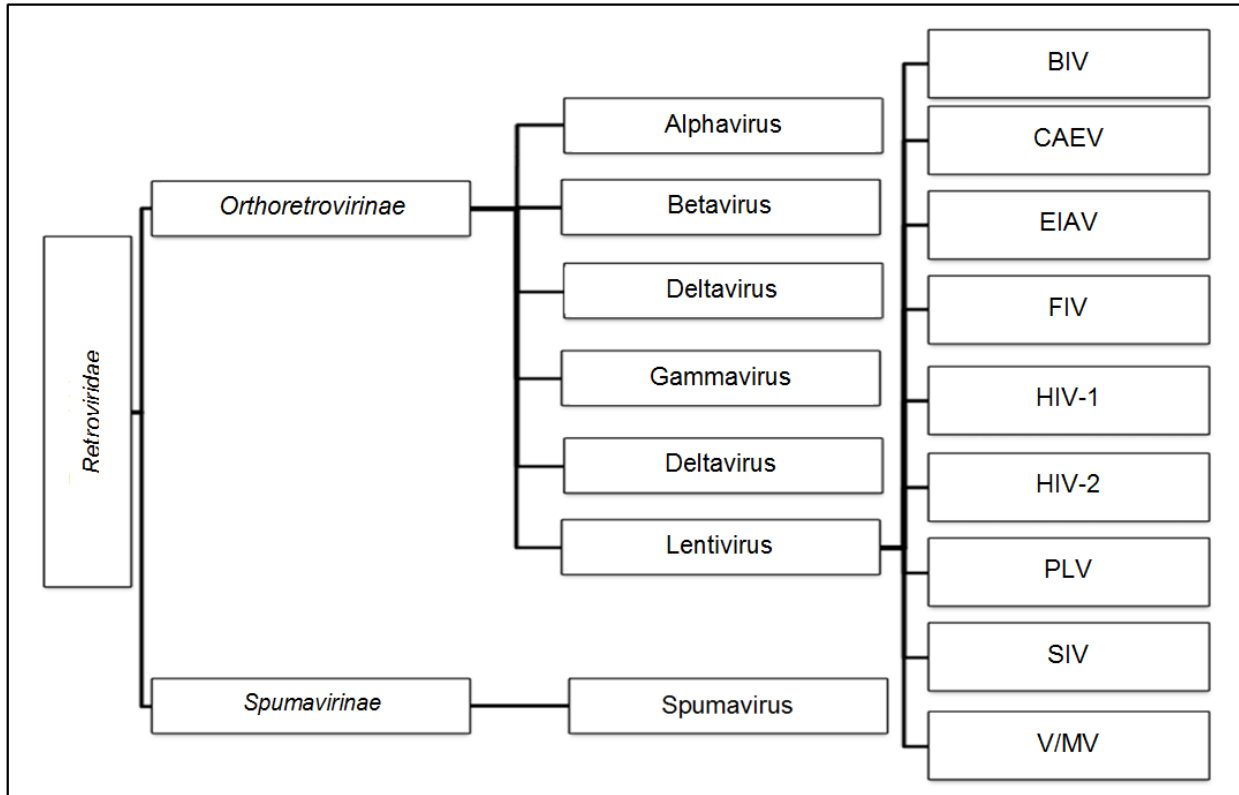 Retroviridae
Orthoretrovirinae
Spumavirinae
Alphavirus
Betavirus
Deltavirus
Gammavirus
Deltavirus
Lentivirus
Spumavirus
BIV
CAEV
EIAV
FIV
HIV-1
HIV-2
PLV
SIV
V/MV